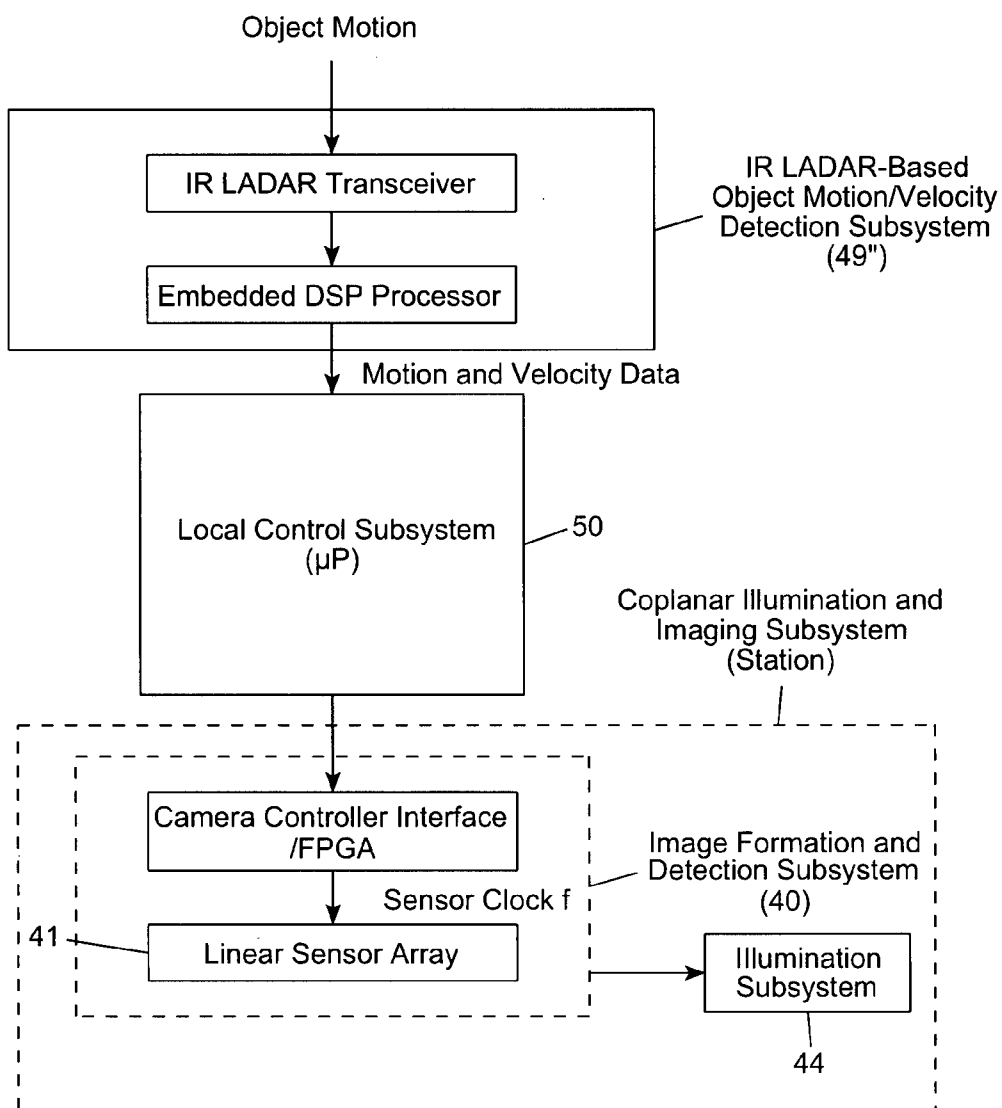 Object Motion
IR LADAR Transceiver
Embedded DSP Processor
IR LADAR-Based
Object Motion/Velocity
Detection Subsystem
(49")
Motion and Velocity Data
Local Control Subsystem
(µP)
50
Coplanar Illumination and
Imaging Subsystem
(Station)
Camera Controller Interface
/FPGA
Sensor Clock f
Image Formation and
Detection Subsystem
(40)
41
Linear Sensor Array
Illumination
Subsystem
44